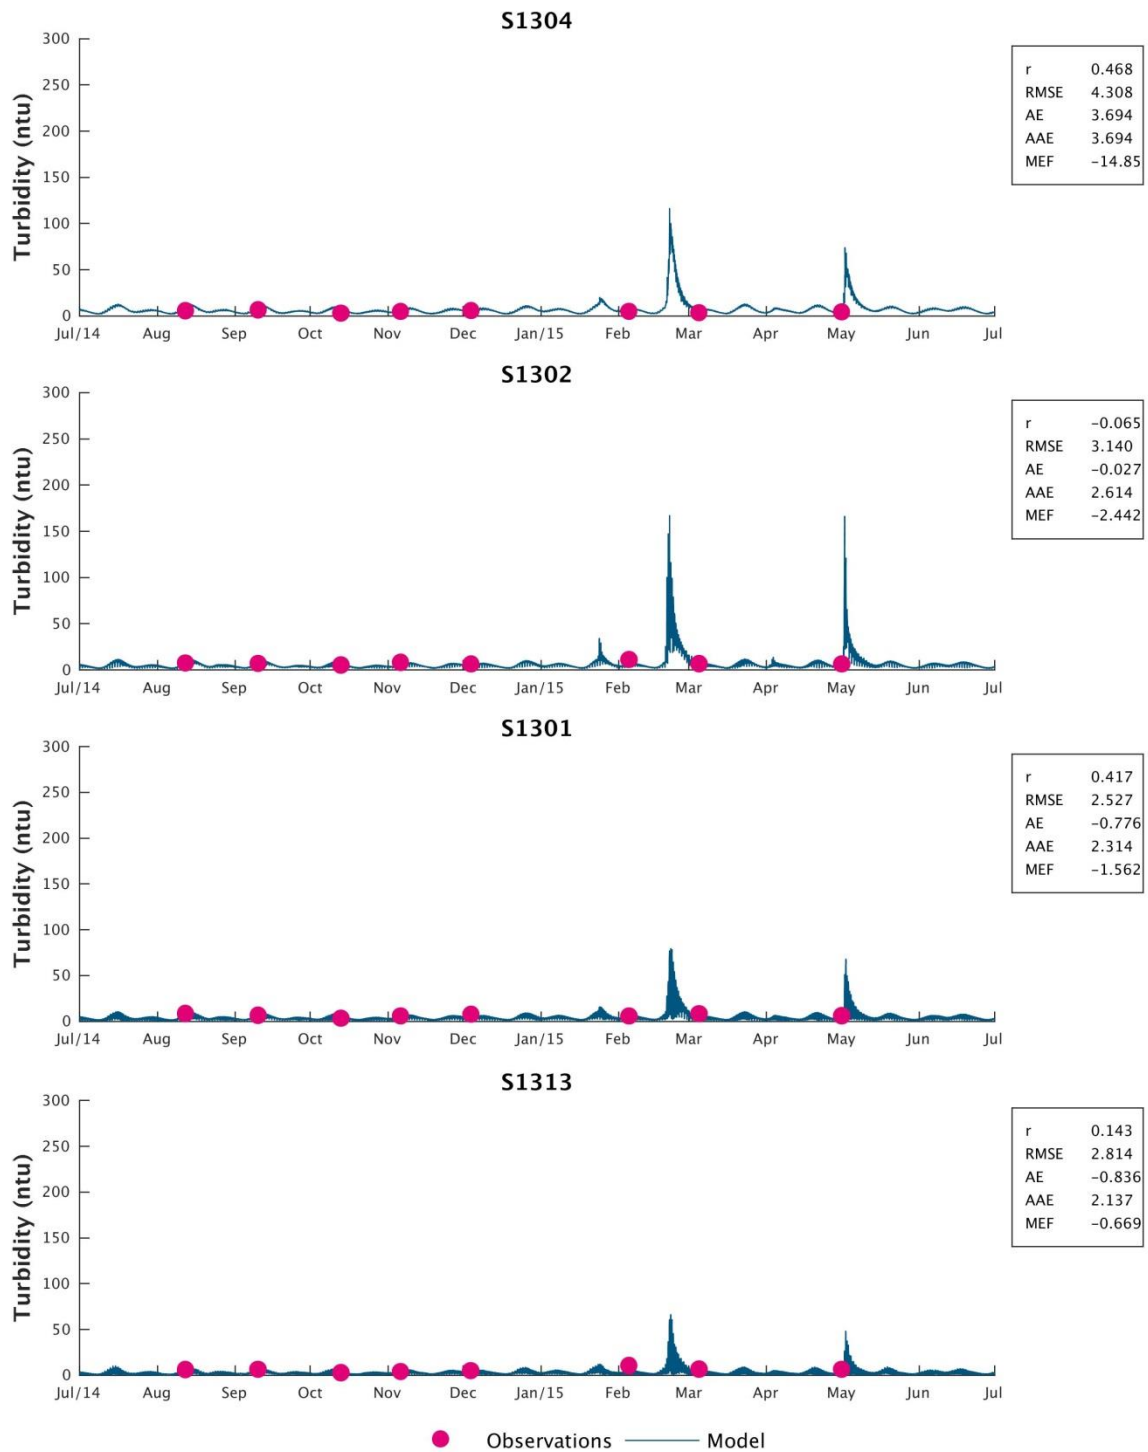 S1304
Turbidity (ntu)
300
250
200
150
100
50
0
Jul/14 Aug Sep Oct Nov Dec Jan/15 Feb Mar Apr May Jun Jul
r 0.468
RMSE 4.308
AE 3.694
AAE 3.694
MEF −14.85
S1302
Turbidity (ntu)
300
250
200
150
100
50
0
Jul/14 Aug Sep Oct Nov Dec Jan/15 Feb Mar Apr May Jun Jul
r −0.065
RMSE 3.140
AE −0.027
AAE 2.614
MEF −2.442
S1301
Turbidity (ntu)
300
250
200
150
100
50
0
Jul/14 Aug Sep Oct Nov Dec Jan/15 Feb Mar Apr May Jun Jul
r 0.417
RMSE 2.527
AE −0.776
AAE 2.314
MEF −1.562
S1313
Turbidity (ntu)
300
250
200
150
100
50
0
Jul/14 Aug Sep Oct Nov Dec Jan/15 Feb Mar Apr May Jun Jul
r 0.143
RMSE 2.814
AE −0.836
AAE 2.137
MEF −0.669
Observations Model